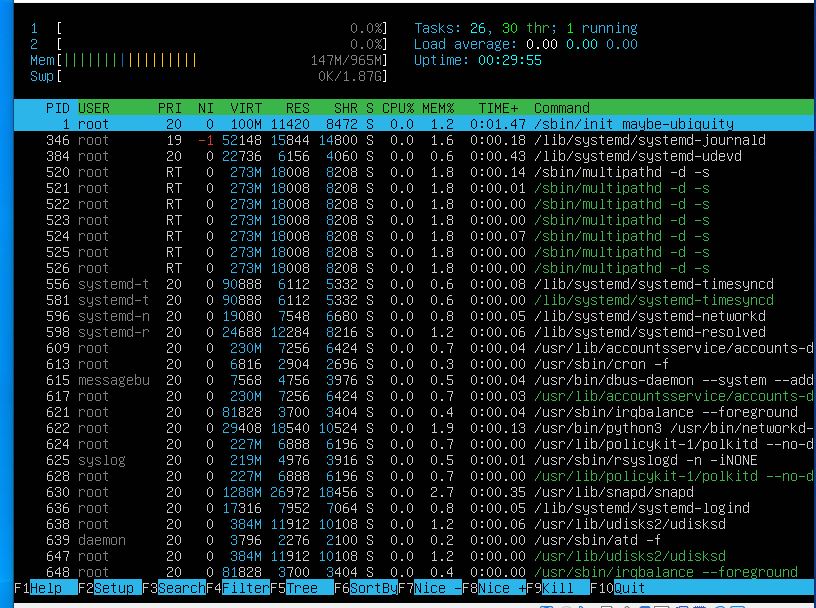 1 [ 0.0%] Tasks: 26, 30 thr; 1 running
2 [ 0.0%] Load average: 0.00 0.00 0.00
Mem[||||||||||||||||||| 147M/965M] Uptime: 00:29:55
Swp[ 0K/1.87G]
PID USER PRI NI VIRT RES SHR S CPU% MEM% TIME+ Command
1 root 20 0 100M 11420 8472 S 0.0 1.2 0:01.47 /sbin/init maybe-ubiquity
346 root 19 -1 52148 15844 14800 S 0.0 1.6 0:00.18 /lib/systemd/systemd-journald
384 root 20 0 22736 6156 4060 S 0.0 0.6 0:00.43 /lib/systemd/systemd-udevd
520 root RT 0 273M 18008 8208 S 0.0 1.8 0:00.14 /sbin/multipathd -d -s
521 root RT 0 273M 18008 8208 S 0.0 1.8 0:00.01 /sbin/multipathd -d -s
522 root RT 0 273M 18008 8208 S 0.0 1.8 0:00.00 /sbin/multipathd -d -s
523 root RT 0 273M 18008 8208 S 0.0 1.8 0:00.00 /sbin/multipathd -d -s
524 root RT 0 273M 18008 8208 S 0.0 1.8 0:00.07 /sbin/multipathd -d -s
525 root RT 0 273M 18008 8208 S 0.0 1.8 0:00.00 /sbin/multipathd -d -s
526 root RT 0 273M 18008 8208 S 0.0 1.8 0:00.00 /sbin/multipathd -d -s
556 systemd-t 20 0 90888 6112 5332 S 0.0 0.6 0:00.08 /lib/systemd/systemd-timesyncd
581 systemd-t 20 0 90888 6112 5332 S 0.0 0.6 0:00.00 /lib/systemd/systemd-timesyncd
596 systemd-n 20 0 19080 7548 6680 S 0.0 0.8 0:00.05 /lib/systemd/systemd-networkd
598 systemd-r 20 0 24688 12284 8216 S 0.0 1.2 0:00.06 /lib/systemd/systemd-resolved
609 root 20 0 230M 7256 6424 S 0.0 0.7 0:00.04 /usr/lib/accountsservice/accounts-d
613 root 20 0 6816 2904 2696 S 0.0 0.3 0:00.00 /usr/sbin/cron -f
615 messagebu 20 0 7568 4756 3976 S 0.0 0.5 0:00.04 /usr/bin/dbus-daemon --system --add
617 root 20 0 230M 7256 6424 S 0.0 0.7 0:00.03 /usr/lib/accountsservice/accounts-d
621 root 20 0 81828 3700 3404 S 0.0 0.4 0:00.04 /usr/sbin/irqbalance --foreground
622 root 20 0 29408 18540 10524 S 0.0 1.9 0:00.13 /usr/bin/python3 /usr/bin/networkd-
624 root 20 0 227M 6888 6196 S 0.0 0.7 0:00.01 /usr/lib/policykit-1/polkitd --no-d
625 syslog 20 0 219M 4976 3916 S 0.0 0.5 0:00.01 /usr/sbin/rsyslogd -n -iNONE
628 root 20 0 227M 6888 6196 S 0.0 0.7 0:00.00 /usr/lib/policykit-1/polkitd --no-d
630 root 20 0 1288M 26972 18456 S 0.0 2.7 0:00.35 /usr/lib/snapd/snapd
636 root 20 0 17316 7952 7064 S 0.0 0.8 0:00.05 /lib/systemd/systemd-logind
638 root 20 0 384M 11912 10108 S 0.0 1.2 0:00.06 /usr/lib/udisks2/udisksd
639 daemon 20 0 3796 2276 2100 S 0.0 0.2 0:00.00 /usr/sbin/atd -f
647 root 20 0 384M 11912 10108 S 0.0 1.2 0:00.00 /usr/lib/udisks2/udisksd
648 root 20 0 81828 3700 3404 S 0.0 0.4 0:00.00 /usr/sbin/irqbalance --foreground
F1Help F2Setup F3SearchF4FilterF5Tree F6SortByF7Nice -F8Nice +F9Kill F10Quit